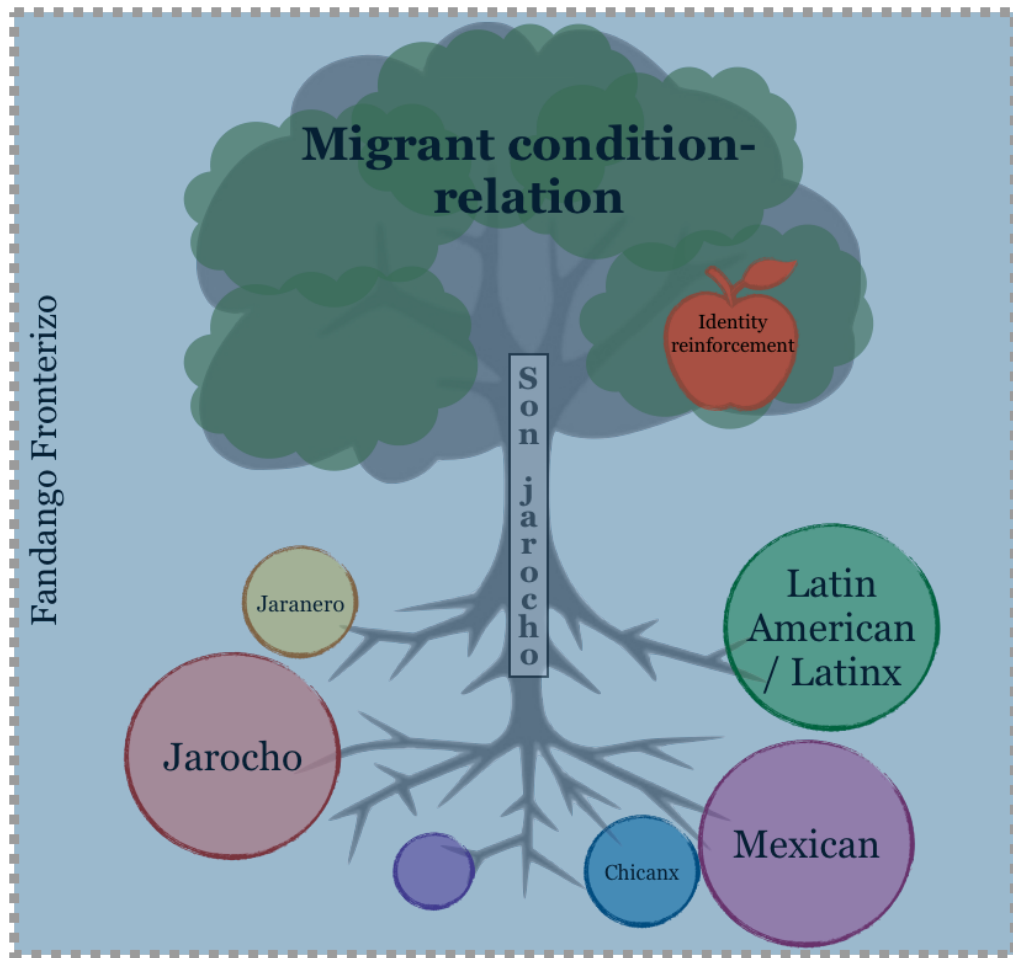 Migrant condition-
relation
Identity
reinforcement
Son jarocho
Fandango Fronterizo
Jaranero
Latin
American
/ Latinx
Jarocho
Mexican
Chicanx